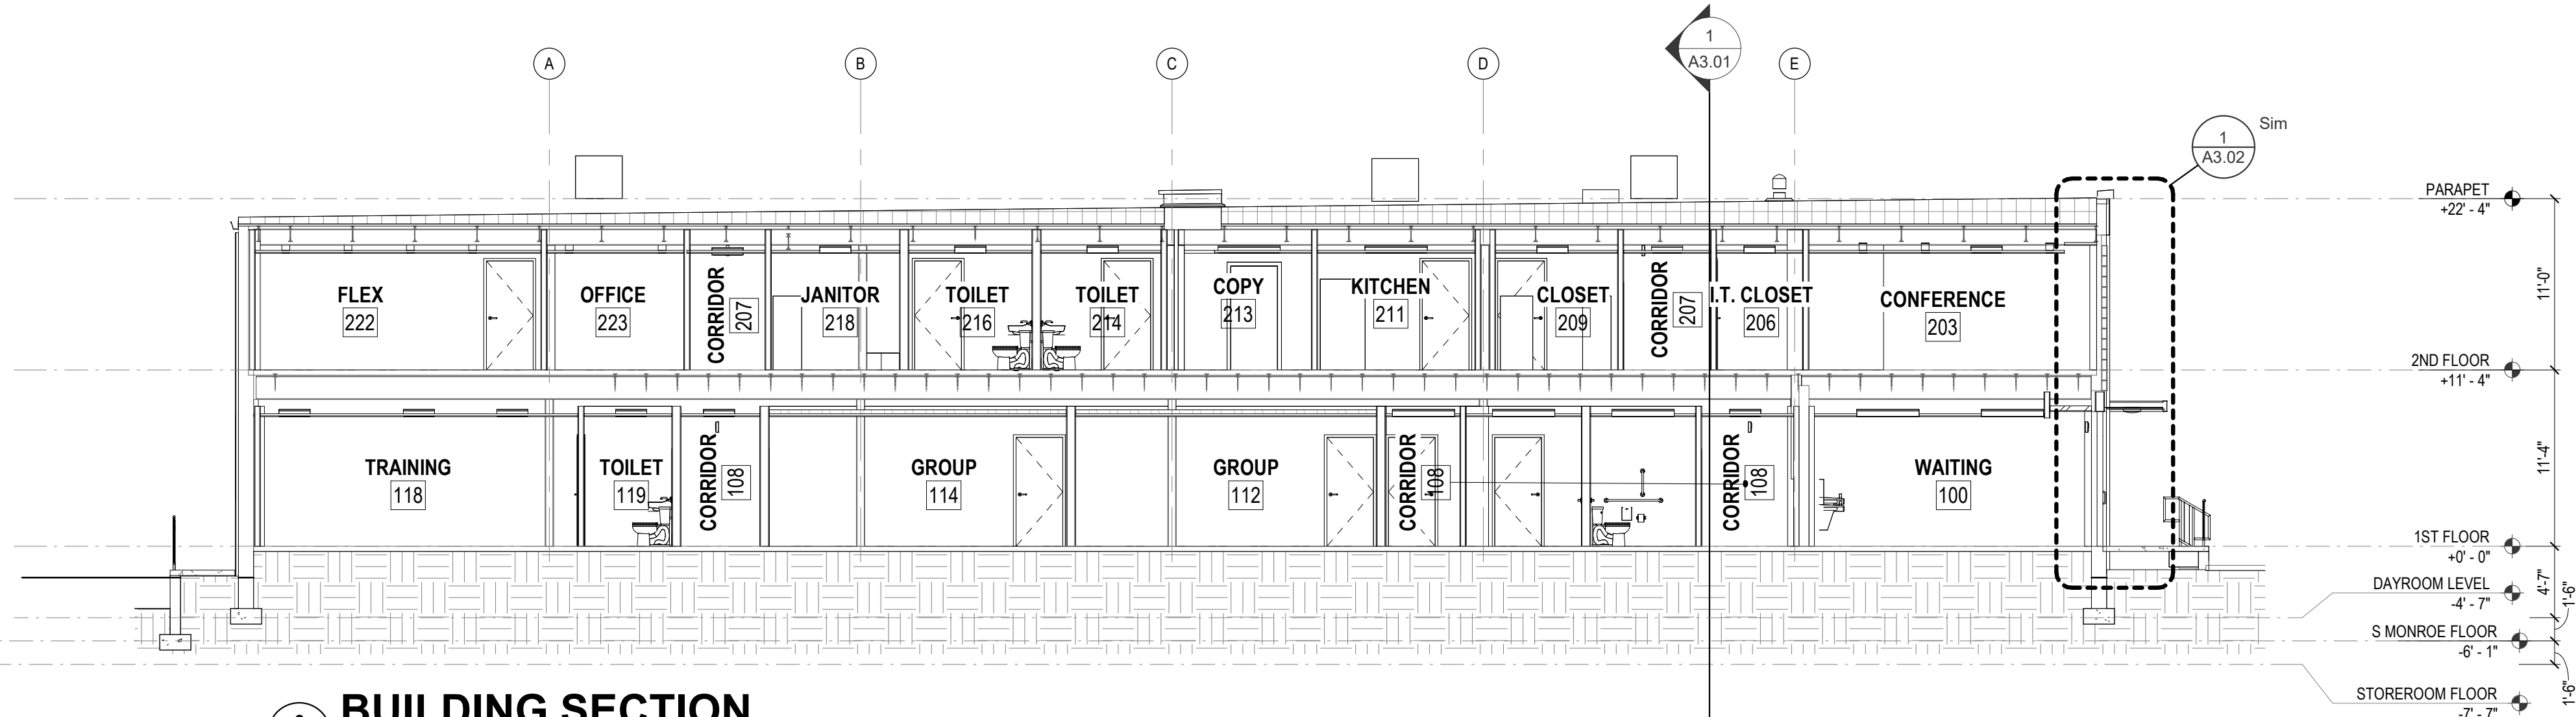 A
B
C
D
1
A3.01
E
1
A3.02
Sim
PARAPET
+22' - 4"
11'-0"
FLEX
222
OFFICE
223
CORRIDOR
207
JANITOR
218
TOILET
216
TOILET
214
COPY
213
KITCHEN
211
CLOSET
209
CORRIDOR
207
I.T. CLOSET
206
CONFERENCE
203
2ND FLOOR
+11' - 4"
11'-4"
TRAINING
118
TOILET
119
CORRIDOR
108
GROUP
114
GROUP
112
CORRIDOR
108
CORRIDOR
108
WAITING
100
1ST FLOOR
+0' - 0"
4'-7"
DAYROOM LEVEL
-4' - 7"
1'-6"
S MONROE FLOOR
-6' - 1"
1'-6"
STOREROOM FLOOR
-7' - 7"
BUILDING SECTION